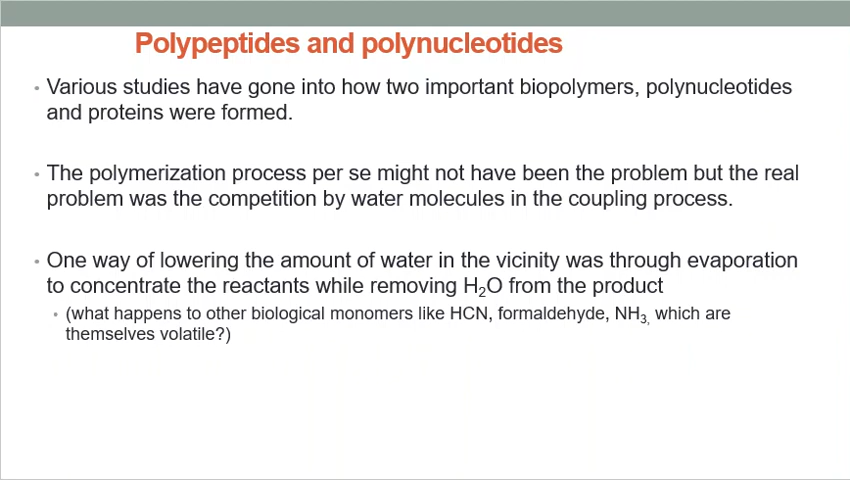 Polypeptides and polynucleotides
• Various studies have gone into how two important biopolymers, polynucleotides
and proteins were formed.
• The polymerization process per se might not have been the problem but the real
problem was the competition by water molecules in the coupling process.
• One way of lowering the amount of water in the vicinity was through evaporation
to concentrate the reactants while removing H₂O from the product
• (what happens to other biological monomers like HCN, formaldehyde, NH₃, which are
themselves volatile?)